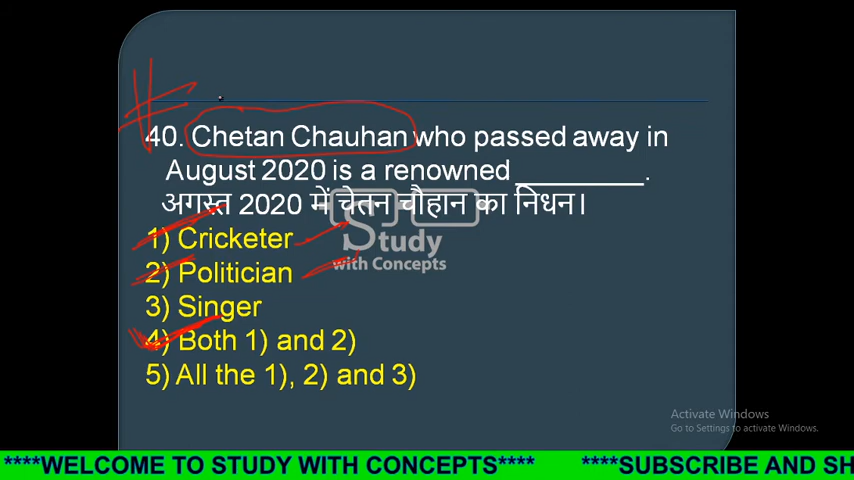 40. Chetan Chauhan who passed away in
August 2020 is a renowned ________.
अगस्त 2020 में चेतन चौहान का निधन।
1) Cricketer
2) Politician
3) Singer
4) Both 1) and 2)
5) All the 1), 2) and 3)
Study
with Concepts
Activate Windows
Go to Settings to activate Windows.
****WELCOME TO STUDY WITH CONCEPTS**** ****SUBSCRIBE AND SH